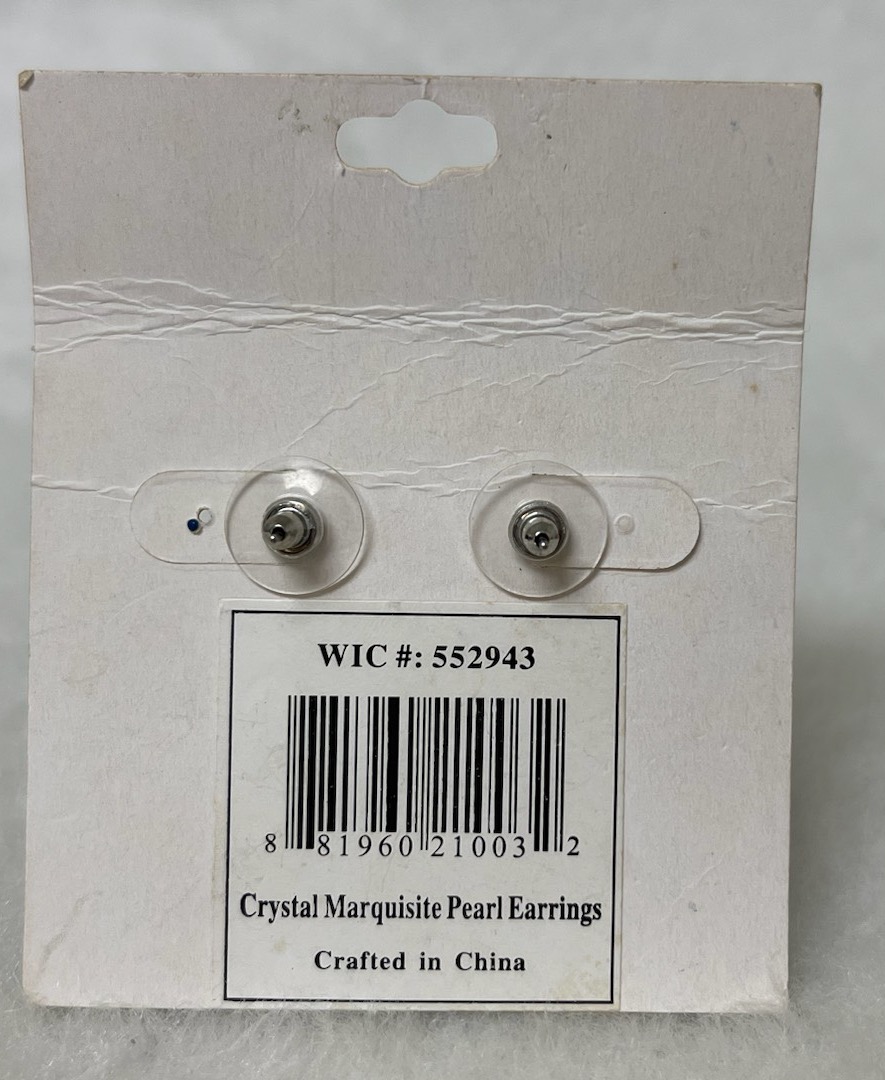 WIC #: 552943
8 81960 21003 2
Crystal Marquisite Pearl Earrings
Crafted in China